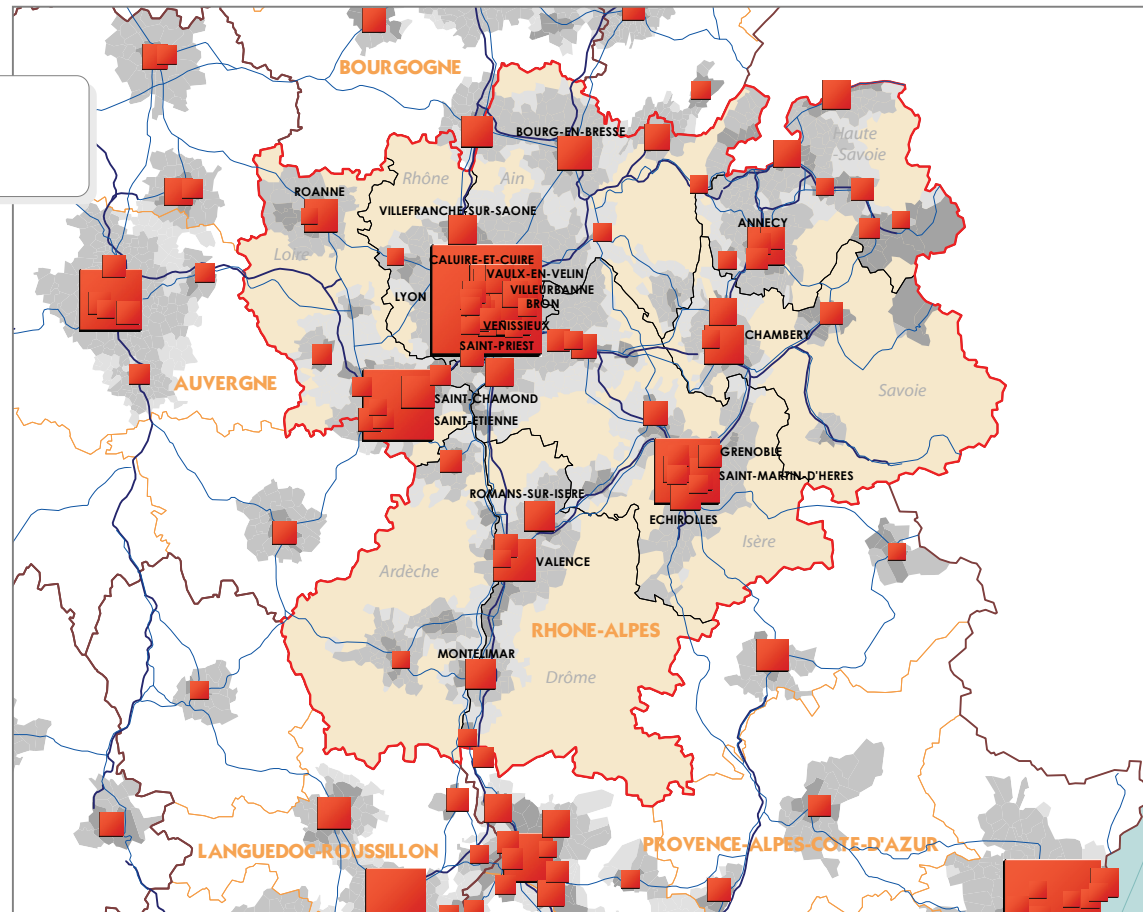 BOURGOGNE
BOURG-EN-BRESSE
Haute
-Savoie
Rhône
Ain
ROANNE
VILLEFRANCHE-SUR-SAONE
ANNECY
Loire
CALUIRE-ET-CUIRE
VAULX-EN-VELIN
VILLEURBANNE
LYON
BRON
VENISSIEUX
CHAMBERY
SAINT-PRIEST
AUVERGNE
Savoie
SAINT-CHAMOND
SAINT-ETIENNE
GRENOBLE
SAINT-MARTIN-D'HERES
ROMANS-SUR-ISERE
ECHIROLLES
Isère
VALENCE
Ardèche
RHONE-ALPES
MONTELIMAR
Drôme
LANGUEDOC-ROUSSILLON
PROVENCE-ALPES-COTE-D'AZUR